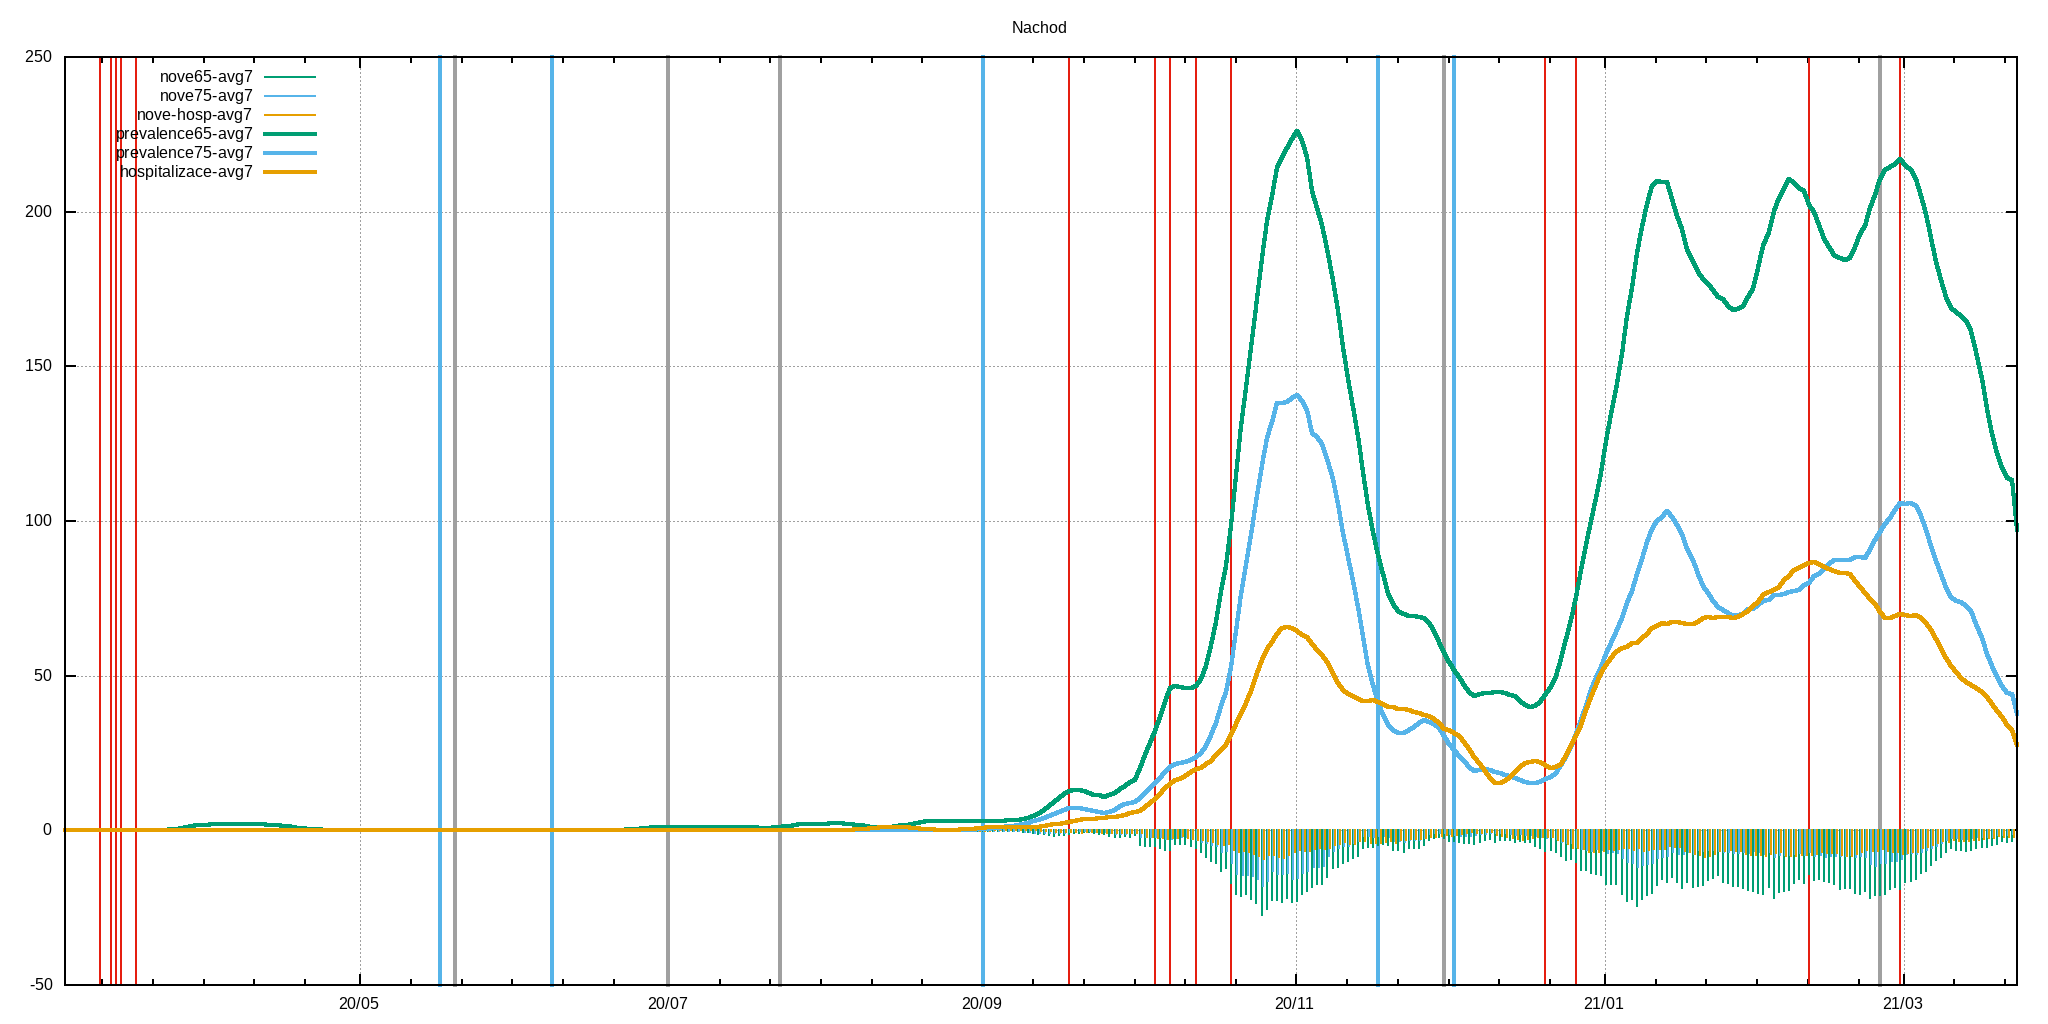 Nachod
250
200
150
100
50
0
-50
nove65-avg7
nove75-avg7
nove-hosp-avg7
prevalence65-avg7
prevalence75-avg7
hospitalizace-avg7
20/05 20/07 20/09 20/11 21/01 21/03